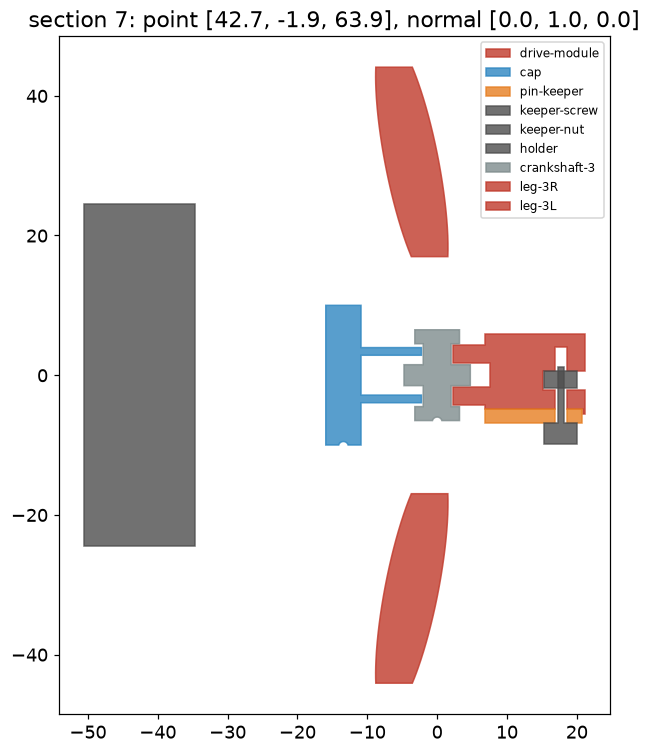 section 7: point [42.7, -1.9, 63.9], normal [0.0, 1.0, 0.0]
drive-module
cap
pin-keeper
keeper-screw
keeper-nut
holder
crankshaft-3
leg-3R
leg-3L
40
20
0
−20
−40
−50 −40 −30 −20 −10 0 10 20